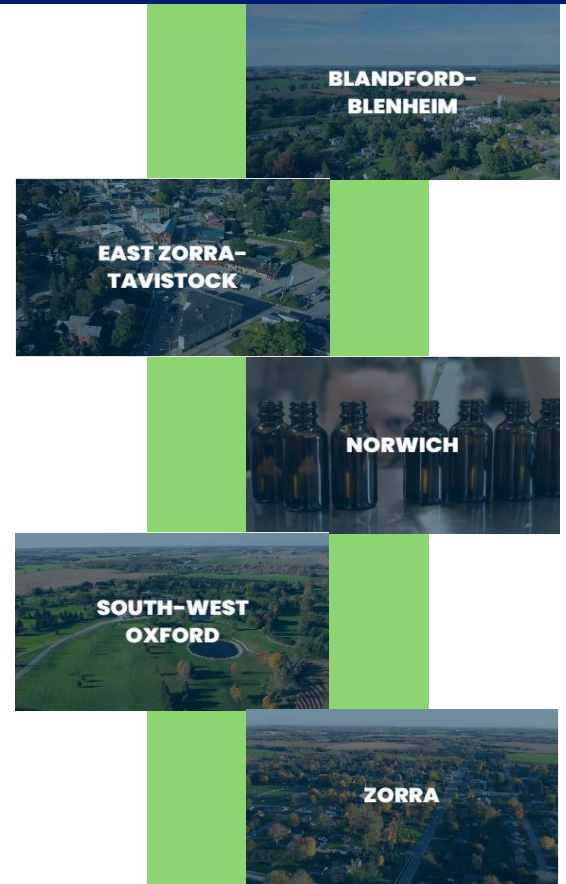 BLANDFORD-
BLENHEIM
EAST ZORRA-
TAVISTOCK
NORWICH
SOUTH-WEST
OXFORD
ZORRA